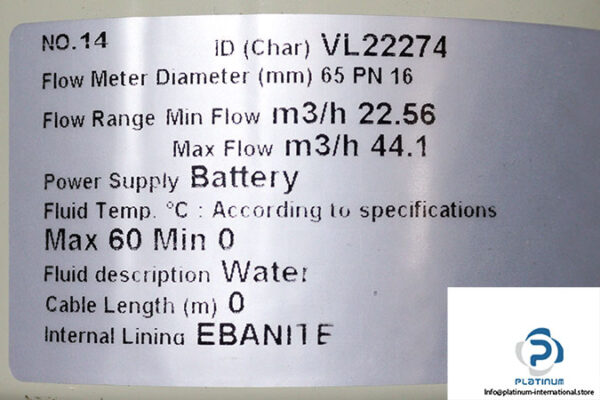 NO.14 iD (Char) VL22274
Flow Meter Diameter (mm) 65 PN 16
Flow Range Min Flow m3/h 22.56
Max Flow m3/h 44.1
Power Supply Battery
Fluid Temp. °C : According to specifications
Max 60 Min 0
Fluid description Water
Cable Length (m) 0
Internal Lining EBANITE
PLATINUM
Info@platinum-international.store